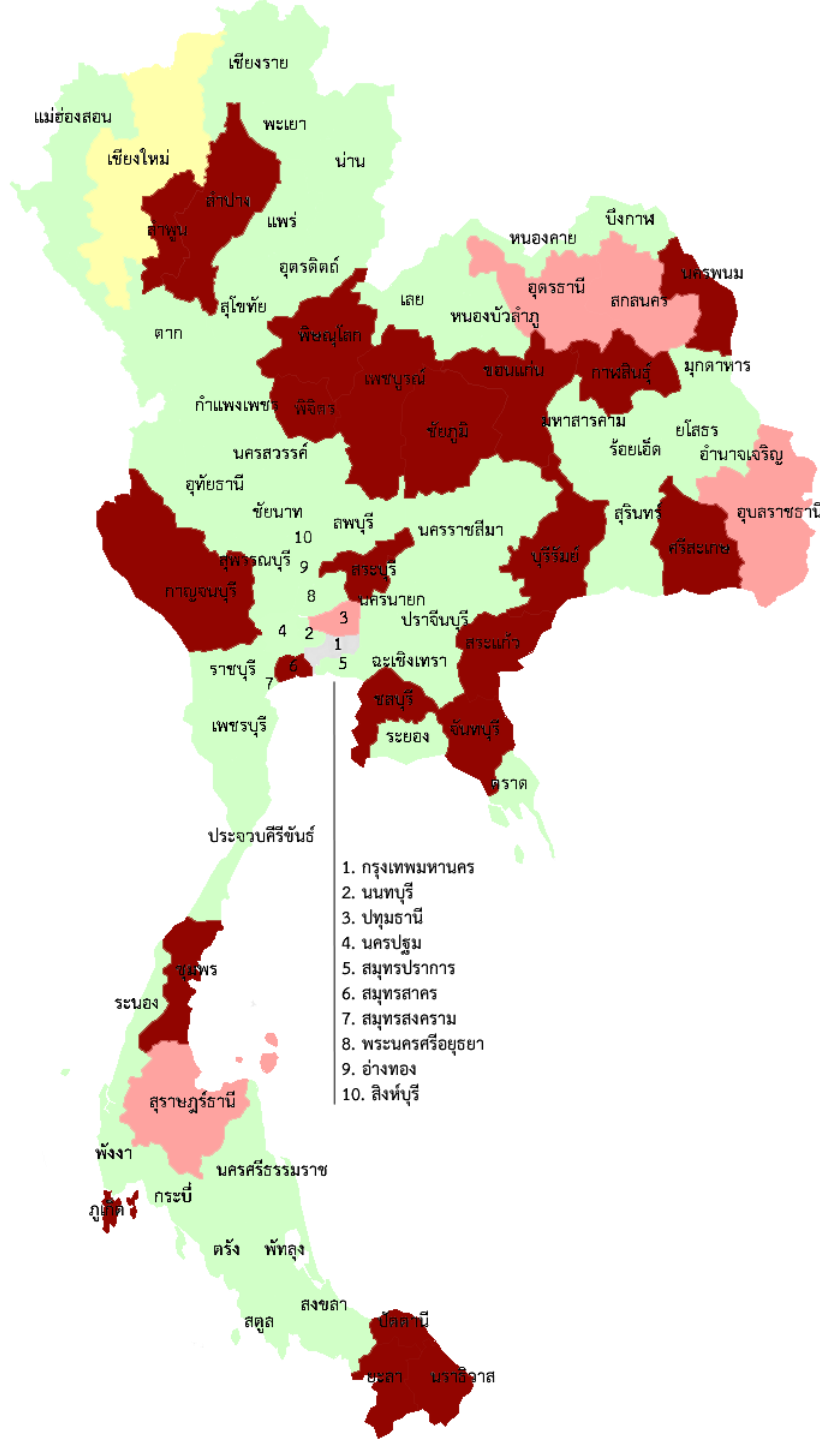 เชียงราย
แม่ฮ่องสอน
พะเยา
เชียงใหม่
น่าน
ลำปาง
ลำพูน
แพร่
บึงกาฬ
หนองคาย
อุตรดิตถ์
นครพนม
อุดรธานี
สกลนคร
เลย
สุโขทัย
หนองบัวลำภู
ตาก
พิษณุโลก
ขอนแก่น
มุกดาหาร
เพชบูรณ์
กาฬสินธุ์
กำแพงเพชร
พิจิตร
มหาสารคาม
ยโสธร
ชัยภูมิ
ร้อยเอ็ด
นครสวรรค์
อำนาจเจริญ
อุทัยธานี
ชัยนาท
ลพบุรี
นครราชสีมา
สุรินทร์
อุบลราชธานี
10
สุพรรณบุรี
9
สระบุรี
บุรีรัมย์
ศรีสะเกษ
กาญจนบุรี
8
นครนายก
3
ปราจีนบุรี
4
2
1
สระแก้ว
ราชบุรี
6
5
ฉะเชิงเทรา
7
ชลบุรี
เพชรบุรี
ระยอง
จันทบุรี
ตราด
ประจวบคีรีขันธ์
1. กรุงเทพมหานคร
2. นนทบุรี
3. ปทุมธานี
4. นครปฐม
5. สมุทรปราการ
6. สมุทรสาคร
7. สมุทรสงคราม
8. พระนครศรีอยุธยา
9. อ่างทอง
10. สิงห์บุรี
ชุมพร
ระนอง
สุราษฎร์ธานี
พังงา
นครศรีธรรมราช
กระบี่
ภูเก็ต
ตรัง
พัทลุง
สงขลา
สตูล
ปัตตานี
ยะลา
นราธิวาส